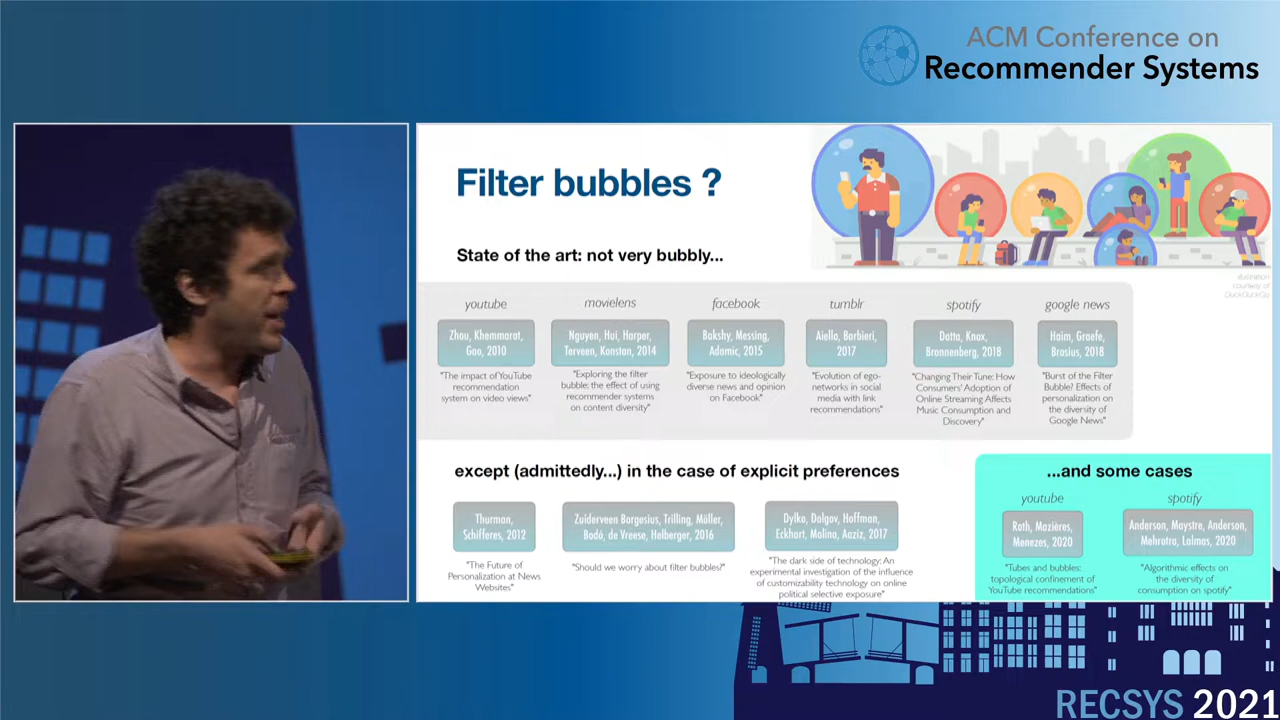 ACM Conference on
Recommender Systems
Filter bubbles ?
State of the art: not very bubbly...
illustration
courtesy of
DuckDuckGo
youtube
Zhou, Khemmarat,
Gao, 2010
"The impact of YouTube
recommendation
system on video views"
movielens
Nguyen, Hui, Harper,
Terveen, Konstan, 2014
"Exploring the filter
bubble: the effect of using
recommender systems
on content diversity"
facebook
Bakshy, Messing,
Adamic, 2015
"Exposure to ideologically
diverse news and opinion
on Facebook"
tumblr
Aiello, Barbieri,
2017
"Evolution of ego-
networks in social
media with link
recommendations"
spotify
Datta, Knox,
Bronnenberg, 2018
"Changing Their Tune: How
Consumers' Adoption of
Online Streaming Affects
Music Consumption and
Discovery"
google news
Haim, Graefe,
Brosius, 2018
"Burst of the Filter
Bubble? Effects of
personalization on
the diversity of
Google News"
except (admittedly...) in the case of explicit preferences
Thurman,
Schifferes, 2012
"The Future of
Personalization at News
Websites"
Zuiderveen Borgesius, Trilling, Möller,
Bodó, de Vreese, Helberger, 2016
"Should we worry about filter bubbles?"
Dylko, Dolgov, Hoffman,
Eckhart, Molina, Aaziz, 2017
"The dark side of technology: An
experimental investigation of the influence
of customizability technology on online
political selective exposure"
...and some cases
youtube
Roth, Mazières,
Menezes, 2020
"Tubes and bubbles:
topological confinement of
YouTube recommendations"
spotify
Anderson, Maystre, Anderson,
Mehrotra, Lalmas, 2020
"Algorithmic effects on
the diversity of
consumption on spotify"
RECSYS 2021